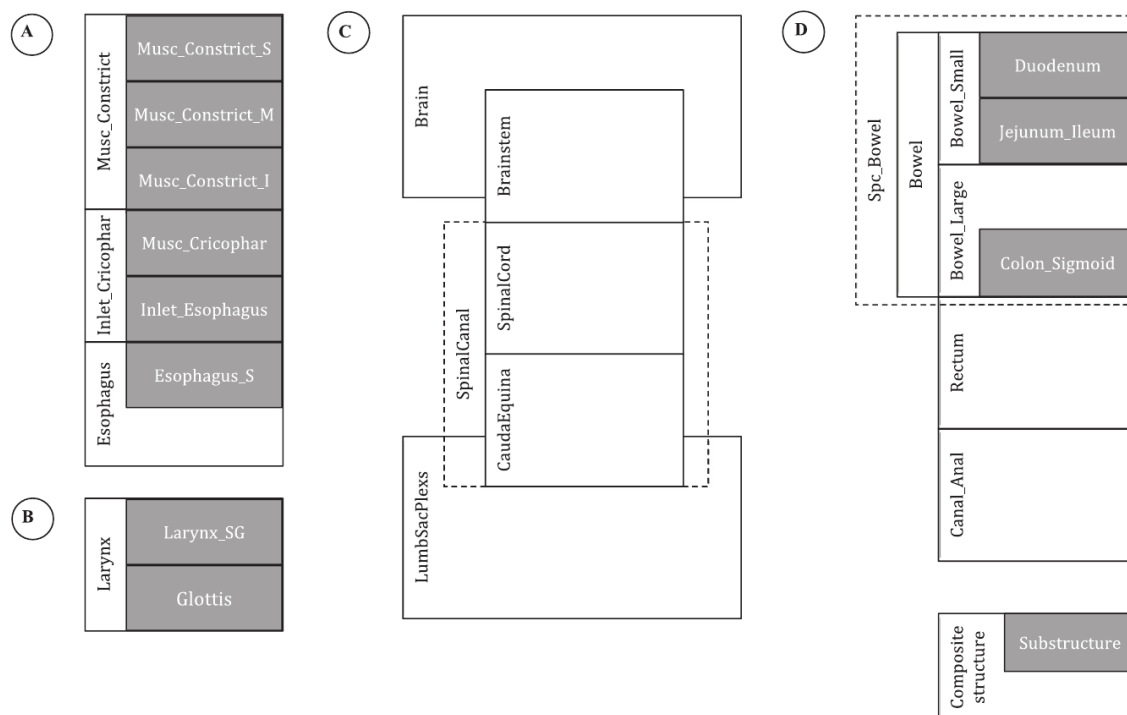 A
Musc_Constrict
Musc_Constrict_S
Musc_Constrict_M
Musc_Constrict_I
Inlet_Cricophar
Musc_Cricophar
Inlet_Esophagus
Esophagus
Esophagus_S
B
Larynx
Larynx_SG
Glottis
C
Brain
Brainstem
SpinalCanal
SpinalCord
CaudaEquina
LumbSacPlexs
D
Spc_Bowel
Bowel
Bowel_Small
Duodenum
Jejunum_Ileum
Bowel_Large
Colon_Sigmoid
Rectum
Canal_Anal
Composite
structure
Substructure